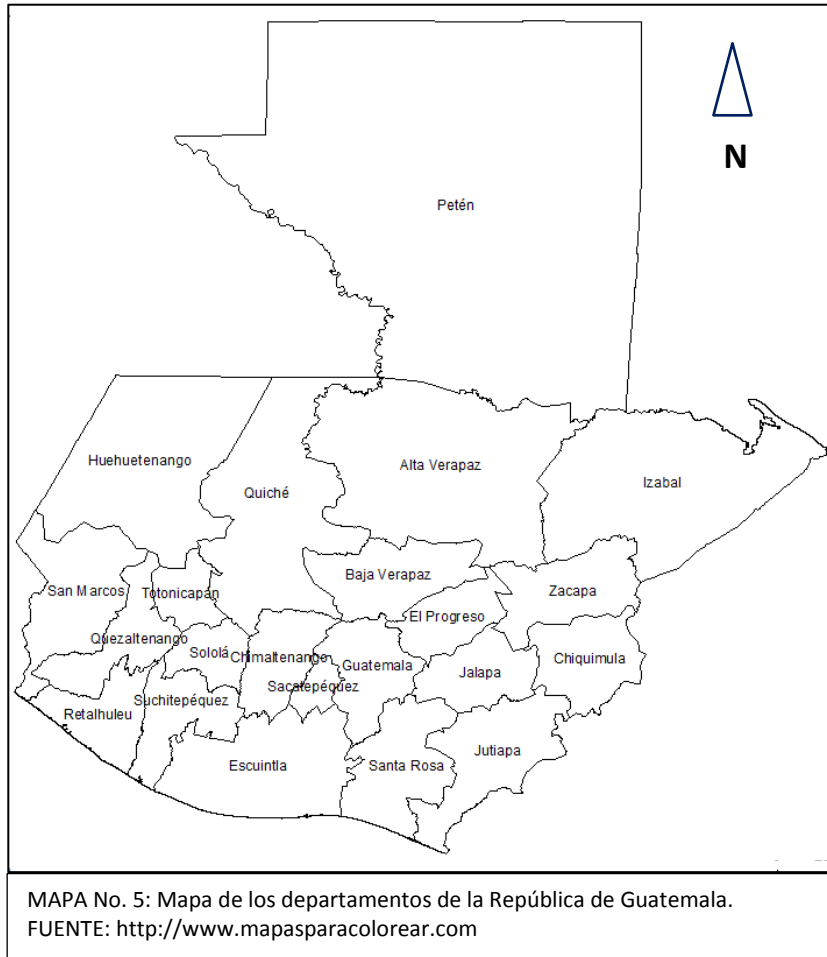 N
Petén
Huehuetenango
Quiché
Alta Verapaz
Izabal
San Marcos
Totonicapán
Baja Verapaz
Zacapa
El Progreso
Quezaltenango
Sololá
Chimaltenango
Guatemala
Jalapa
Chiquimula
Sacatepéquez
Retalhuleu
Suchitepéquez
Escuintla
Santa Rosa
Jutiapa
MAPA No. 5: Mapa de los departamentos de la República de Guatemala.
FUENTE: http://www.mapasparacolorear.com